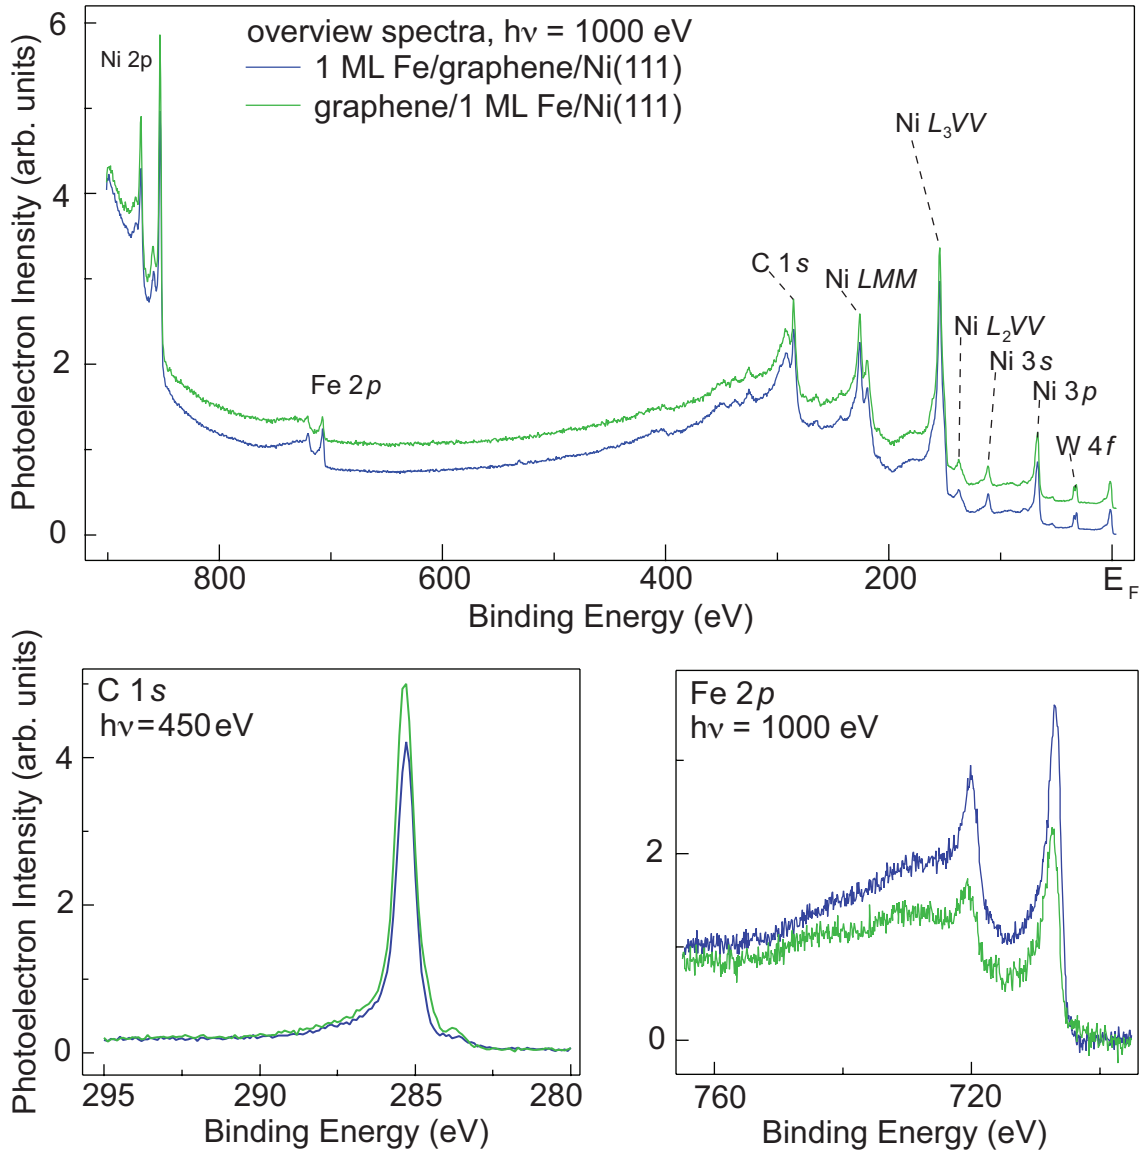 Photoelectron Inensity (arb. units)
6
4
2
0
overview spectra, hν = 1000 eV
1 ML Fe/graphene/Ni(111)
graphene/1 ML Fe/Ni(111)
Ni 2p
Fe 2p
C 1s
Ni LMM
Ni L₃VV
Ni L₂VV
Ni 3s
Ni 3p
W 4f
800
600
400
200
E_F
Binding Energy (eV)
Photoelectron Intensity (arb. units)
C 1s
hν=450eV
4
2
0
295
290
285
280
Binding Energy (eV)
Fe 2p
hν = 1000 eV
2
0
760
720
Binding Energy (eV)